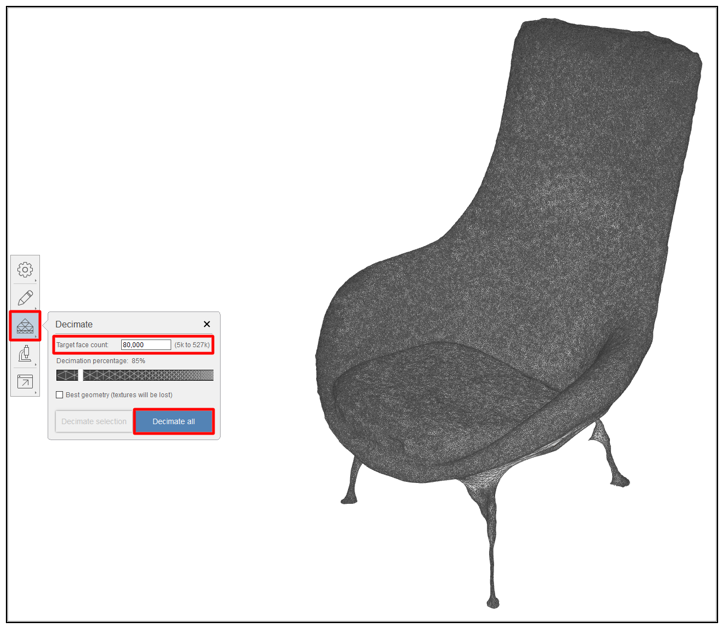 Decimate
Target face count: 80,000 (5k to 527k)
Decimation percentage: 85%
Best geometry (textures will be lost)
Decimate selection Decimate all